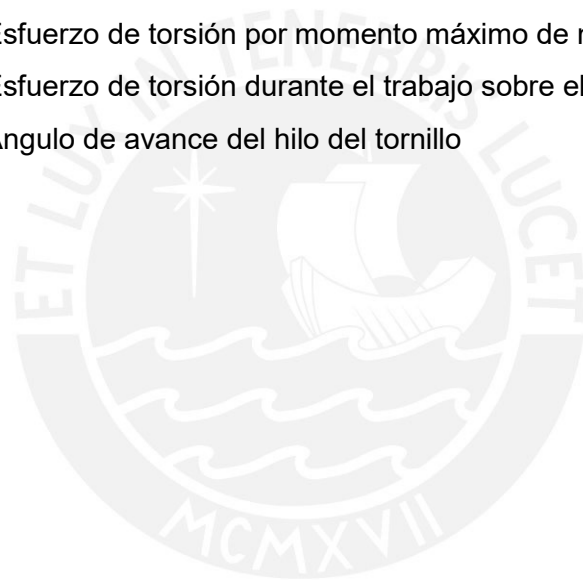 Esfuerzo de torsión por momento máximo de
Esfuerzo de torsión durante el trabajo sobre el
Angulo de avance del hilo del tornillo
ET LUX IN TENEBRIS LUCET
MCMXVII